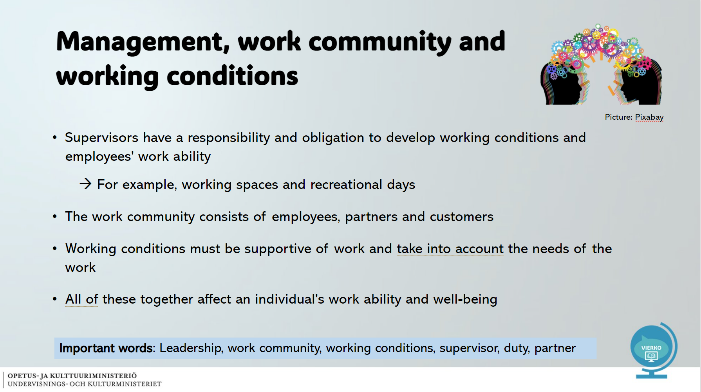 Management, work community and
working conditions
Picture: Pixabay
• Supervisors have a responsibility and obligation to develop working conditions and
employees' work ability
→ For example, working spaces and recreational days
• The work community consists of employees, partners and customers
• Working conditions must be supportive of work and take into account the needs of the
work
• All of these together affect an individual's work ability and well-being
Important words: Leadership, work community, working conditions, supervisor, duty, partner
VIERKO
OPETUS- JA KULTTUURIMINISTERIÖ
UNDERVISNINGS- OCH KULTURMINISTERIET